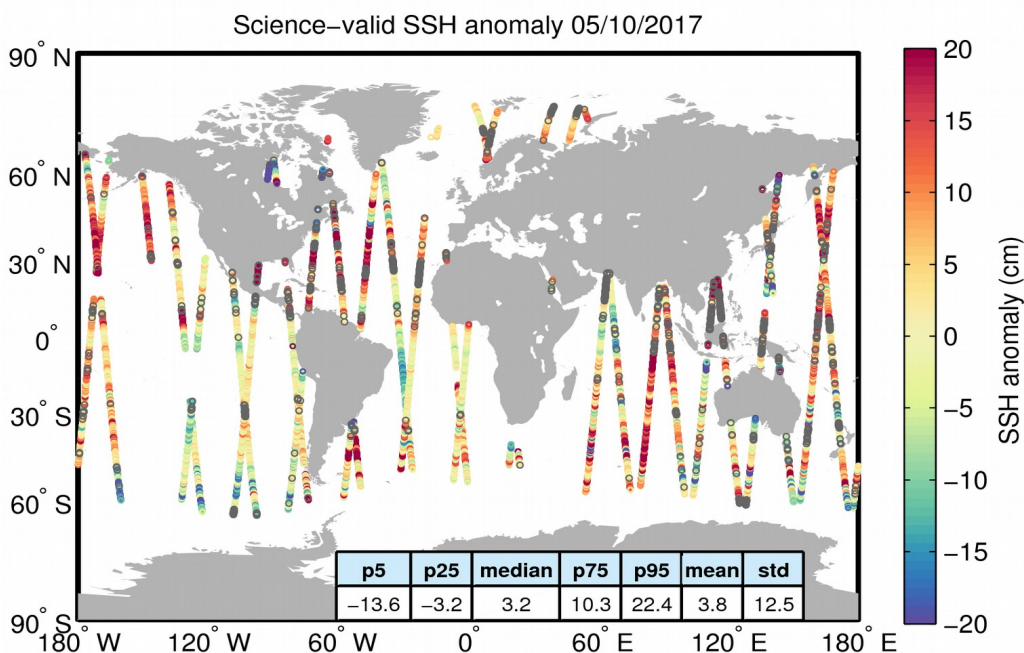 Science−valid SSH anomaly 05/10/2017
90° N
60° N
30° N
0°
30° S
60° S
90° S
180° W
120° W
60° W
0°
60° E
120° E
180° E
p5 p25 median p75 p95 mean std
−13.6 −3.2 3.2 10.3 22.4 3.8 12.5
20
15
10
5
0
−5
−10
−15
−20
SSH anomaly (cm)